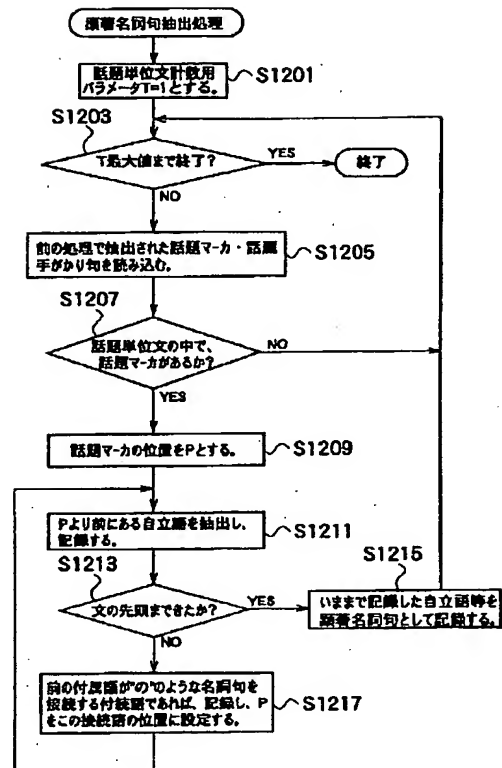 顕著名詞句抽出処理
話題単位文計数用
パラメータT=1とする。
S1201
S1203
T最大値まで終了?
YES
終了
NO
前の処理で抽出された話題マーカ・話題
手がかり句を読み込む。
S1205
S1207
話題単位文の中で、
話題マーカがあるか?
NO
YES
話題マーカの位置をPとする。
S1209
Pより前にある自立語を抽出し、
記録する。
S1211
S1213
文の先頭まできたか?
YES
S1215
いままで記録した自立語等を
顕著名詞句として記録する。
NO
前の付属語が"の"のような名詞句を
接続する付続語であれば、記録し、P
をこの接続語の位置に設定する。
S1217